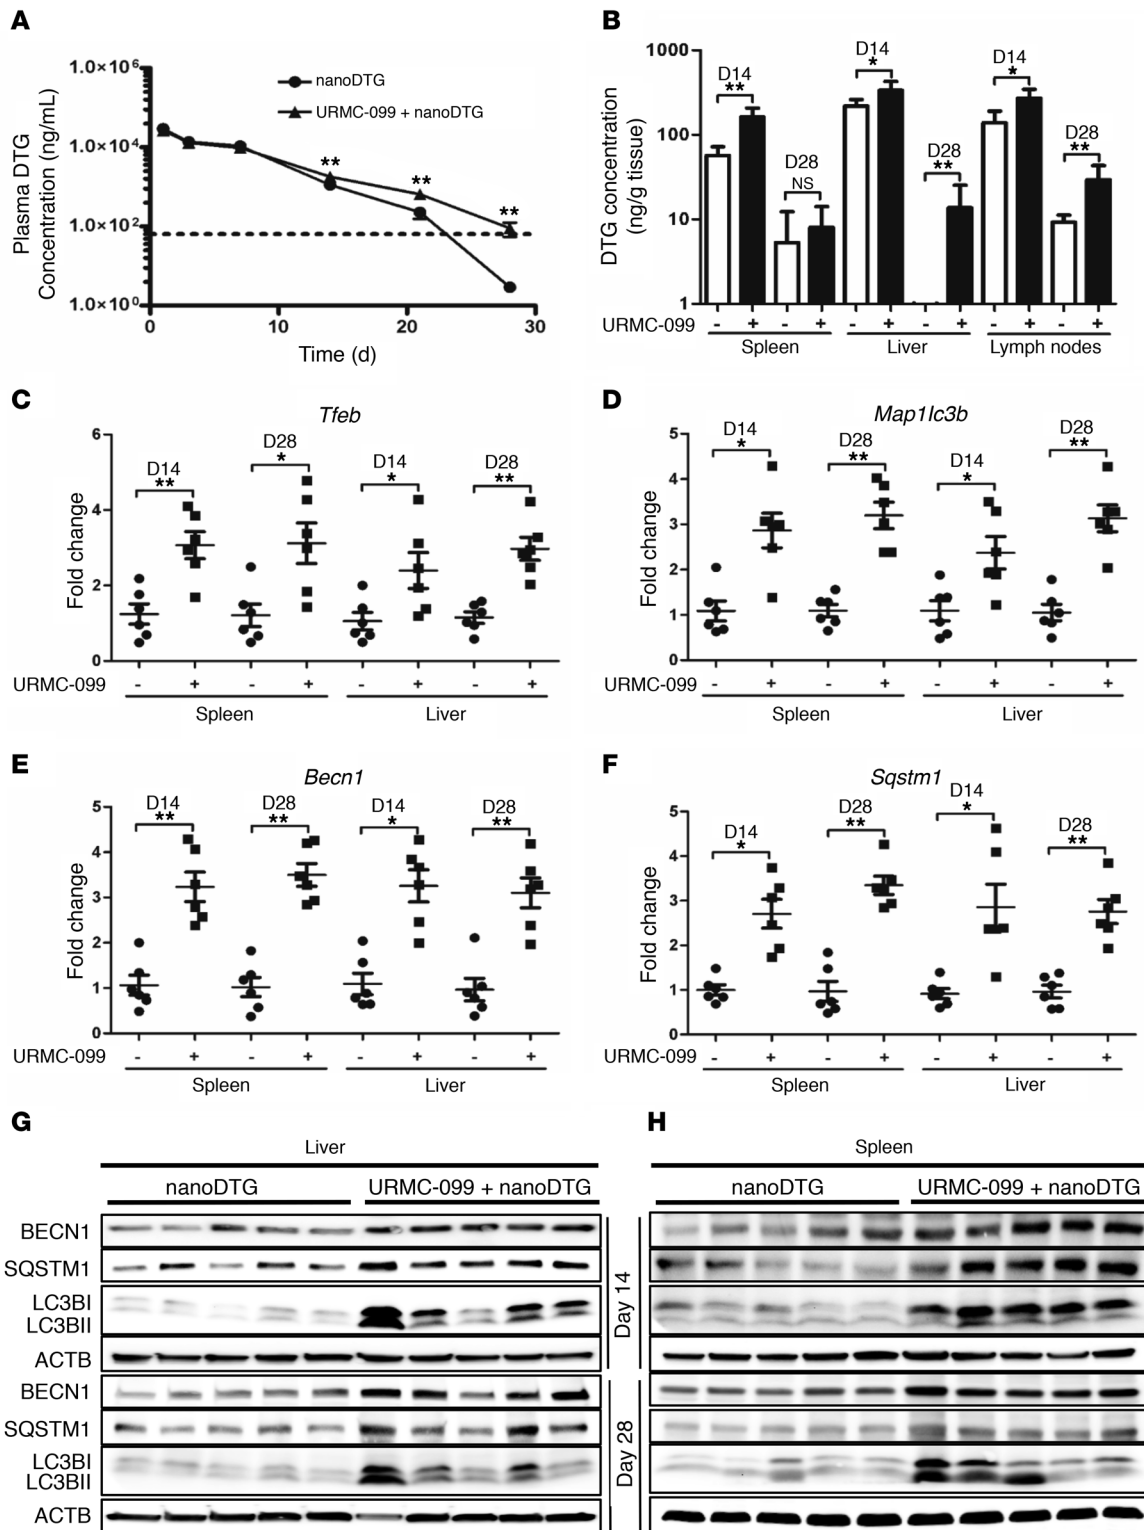 A
1.0×10⁶
1.0×10⁴
1.0×10²
1.0×10⁰
Plasma DTG
Concentration (ng/mL)
nanoDTG
URMC-099 + nanoDTG
**
**
**
0 10 20 30
Time (d)
B
1000
100
10
1
DTG concentration
(ng/g tissue)
D14
**
D28
NS
D14
*
D28
**
D14
*
D28
**
URMC-099 - + - + - + - + - + - +
Spleen Liver Lymph nodes
C
Tfeb
6
4
2
0
Fold change
D14
**
D28
*
D14
*
D28
**
URMC-099 - + - + - + - +
Spleen Liver
D
Map1lc3b
5
4
3
2
1
0
Fold change
D14
*
D28
**
D14
*
D28
**
URMC-099 - + - + - + - +
Spleen Liver
E
Becn1
5
4
3
2
1
0
Fold change
D14
**
D28
**
D14
*
D28
**
URMC-099 - + - + - + - +
Spleen Liver
F
Sqstm1
5
4
3
2
1
0
Fold change
D14
*
D28
**
D14
*
D28
**
URMC-099 - + - + - + - +
Spleen Liver
G
Liver
nanoDTG URMC-099 + nanoDTG
BECN1
SQSTM1
LC3BI
LC3BII
ACTB
BECN1
SQSTM1
LC3BI
LC3BII
ACTB
Day 14
Day 28
H
Spleen
nanoDTG URMC-099 + nanoDTG